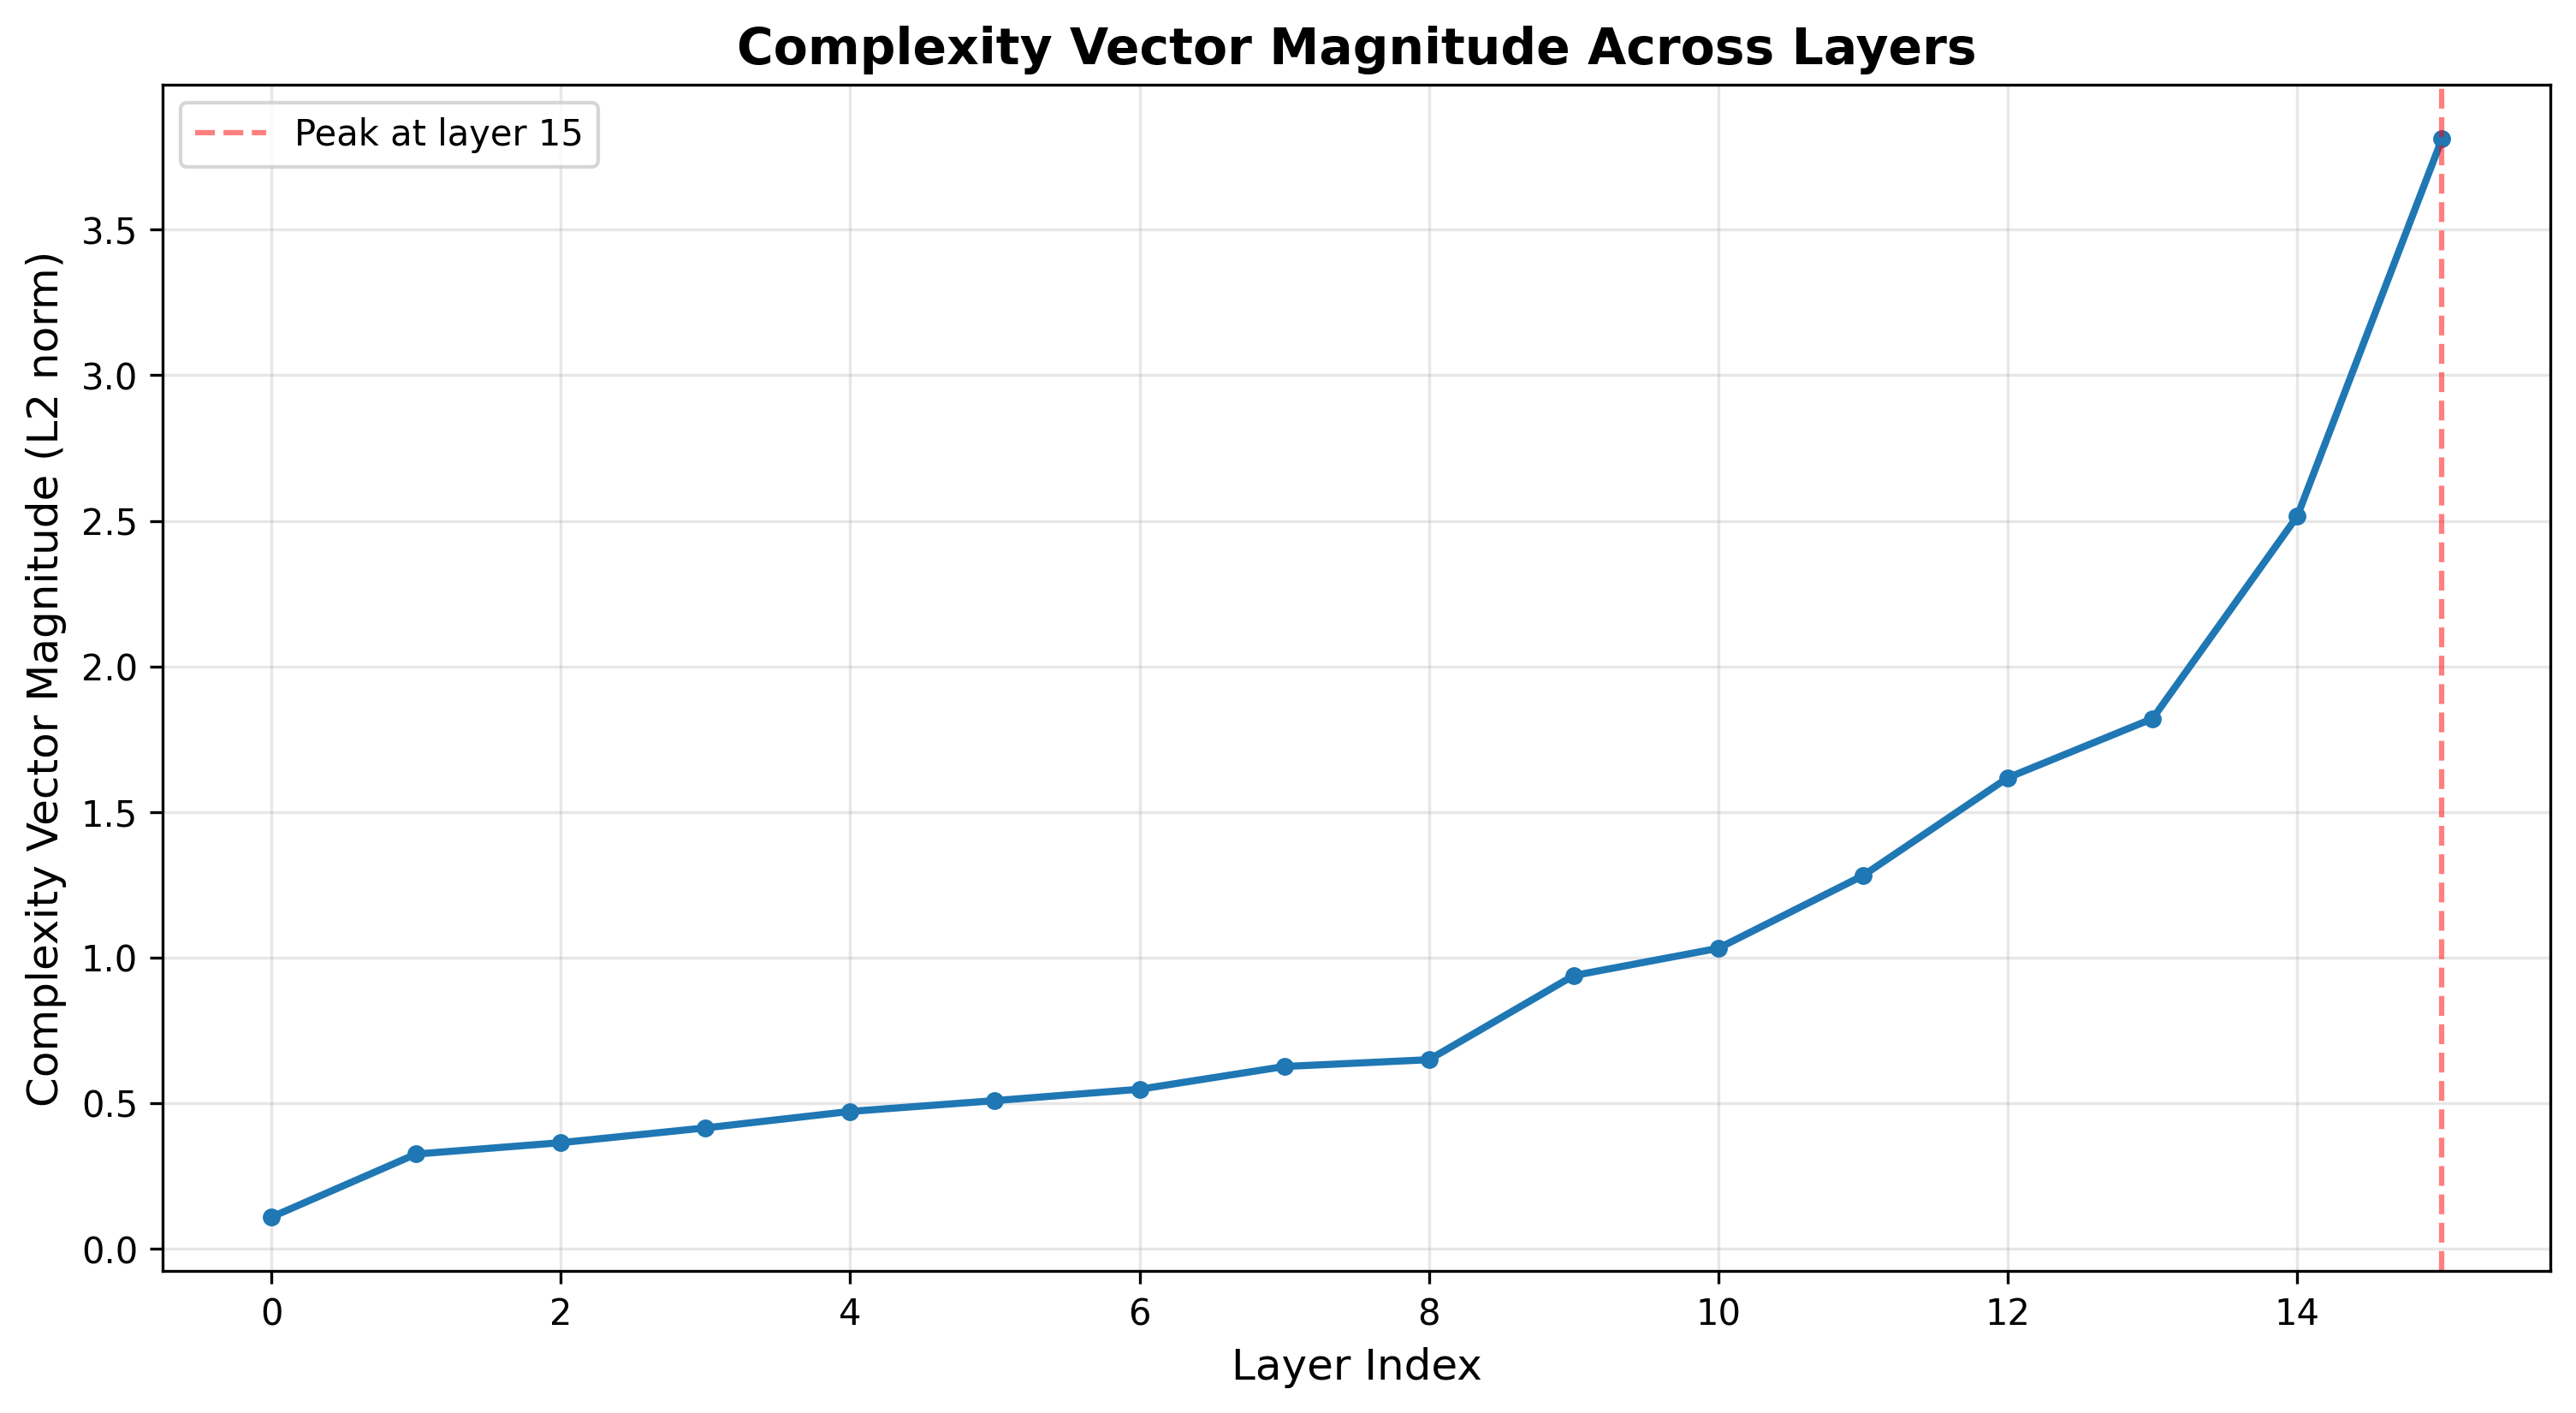 Complexity Vector Magnitude Across Layers
Peak at layer 15
Complexity Vector Magnitude (L2 norm)
3.5
3.0
2.5
2.0
1.5
1.0
0.5
0.0
0 2 4 6 8 10 12 14
Layer Index